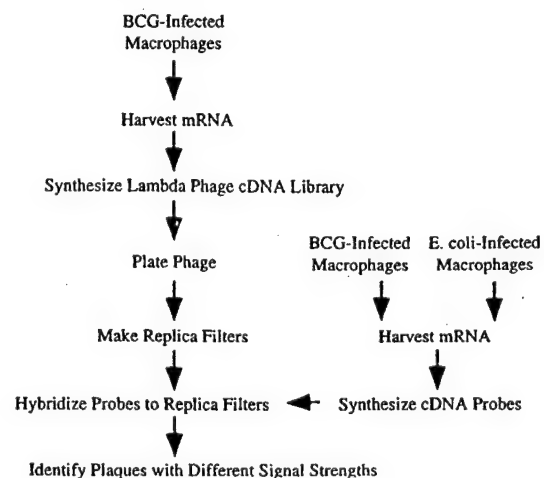 BCG-Infected
Macrophages
Harvest mRNA
Synthesize Lambda Phage cDNA Library
Plate Phage
BCG-Infected
Macrophages
E. coli-Infected
Macrophages
Make Replica Filters
Harvest mRNA
Hybridize Probes to Replica Filters
Synthesize cDNA Probes
Identify Plaques with Different Signal Strengths